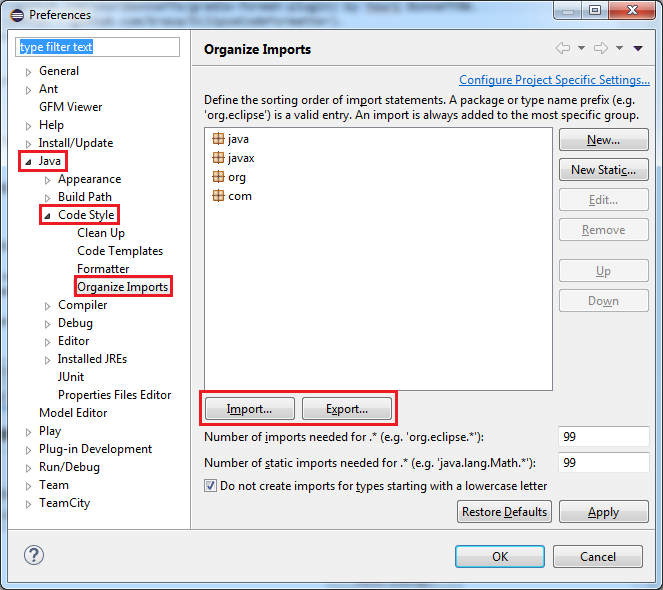 Preferences
type filter text
General
Ant
GFM Viewer
Help
Install/Update
Java
Appearance
Build Path
Code Style
Clean Up
Code Templates
Formatter
Organize Imports
Compiler
Debug
Editor
Installed JREs
JUnit
Properties Files Editor
Model Editor
Play
Plug-in Development
Run/Debug
Team
TeamCity
Organize Imports
Configure Project Specific Settings...
Define the sorting order of import statements. A package or type name prefix (e.g.
'org.eclipse') is a valid entry. An import is always added to the most specific group.
java
javax
org
com
New...
New Static...
Edit...
Remove
Up
Down
Import...
Export...
Number of imports needed for .* (e.g. 'org.eclipse.*'):
99
Number of static imports needed for .* (e.g. 'java.lang.Math.*'):
99
Do not create imports for types starting with a lowercase letter
Restore Defaults
Apply
?
OK
Cancel